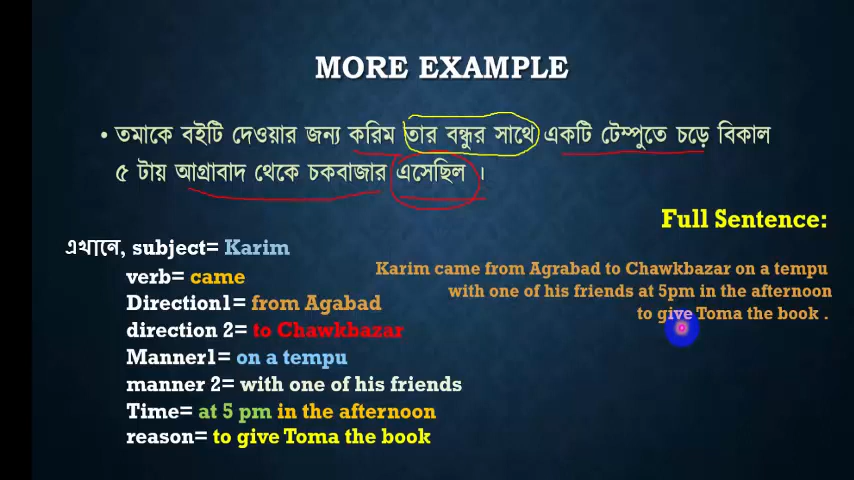 MORE EXAMPLE
• তমাকে বইটি দেওয়ার জন্য করিম তার বন্ধুর সাথে একটি টেম্পুতে চড়ে বিকাল
৫ টায় আগ্রাবাদ থেকে চকবাজার এসেছিল ।
Full Sentence:
এখানে, subject= Karim
verb= came
Direction1= from Agabad
direction 2= to Chawkbazar
Manner1= on a tempu
manner 2= with one of his friends
Time= at 5 pm in the afternoon
reason= to give Toma the book
Karim came from Agrabad to Chawkbazar on a tempu
with one of his friends at 5pm in the afternoon
to give Toma the book .